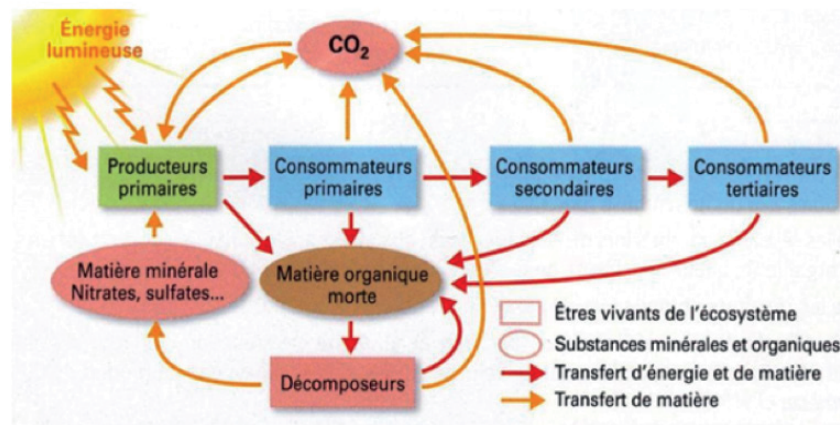 Énergie
lumineuse
CO₂
Producteurs
primaires
Consommateurs
primaires
Consommateurs
secondaires
Consommateurs
tertiaires
Matière minérale
Nitrates, sulfates...
Matière organique
morte
Décomposeurs
Êtres vivants de l'écosystème
Substances minérales et organiques
Transfert d'énergie et de matière
Transfert de matière